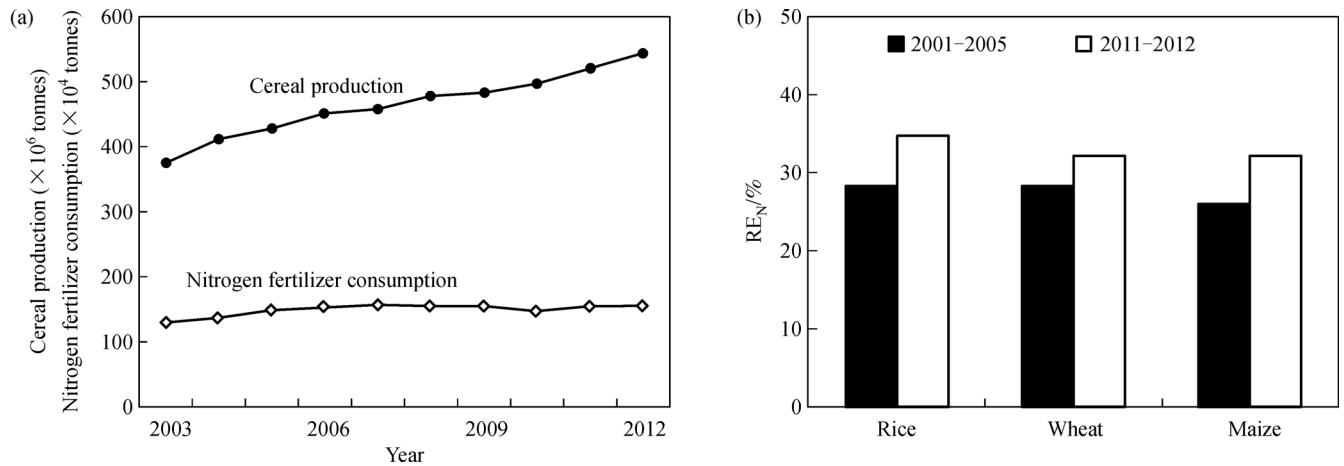 (a)
Cereal production (×10⁶ tonnes)
Nitrogen fertilizer consumption (×10⁴ tonnes)
600
500
400
300
200
100
0
Cereal production
Nitrogen fertilizer consumption
2003 2006 2009 2012
Year
(b)
REN/%
50
40
30
20
10
0
2001−2005 2011−2012
Rice Wheat Maize